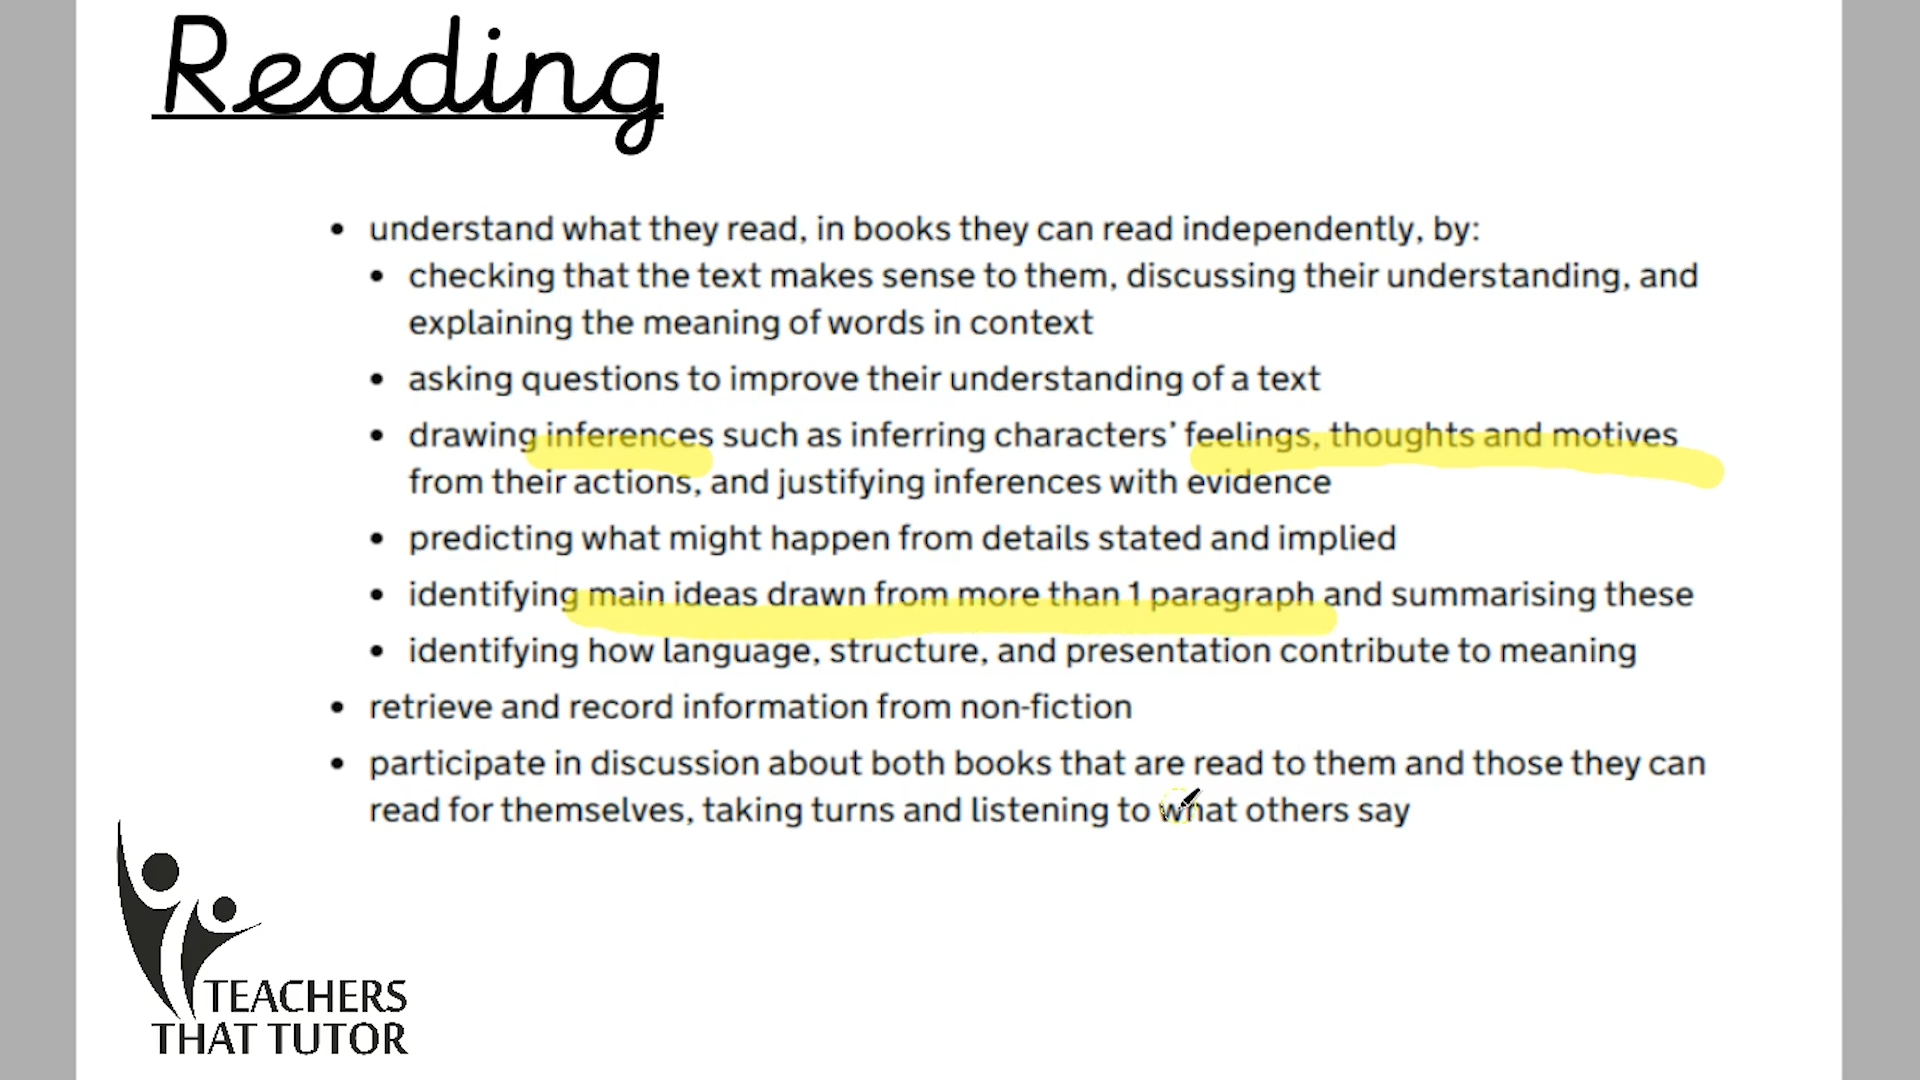 Reading
• understand what they read, in books they can read independently, by:
• checking that the text makes sense to them, discussing their understanding, and
explaining the meaning of words in context
• asking questions to improve their understanding of a text
• drawing inferences such as inferring characters’ feelings, thoughts and motives
from their actions, and justifying inferences with evidence
• predicting what might happen from details stated and implied
• identifying main ideas drawn from more than 1 paragraph and summarising these
• identifying how language, structure, and presentation contribute to meaning
• retrieve and record information from non-fiction
• participate in discussion about both books that are read to them and those they can
read for themselves, taking turns and listening to what others say
TEACHERS
THAT TUTOR